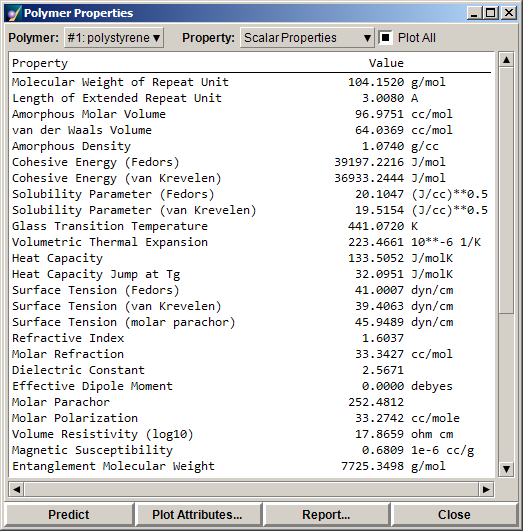 Polymer Properties
Polymer: #1: polystyrene Property: Scalar Properties Plot All
Property Value
Molecular Weight of Repeat Unit 104.1520 g/mol
Length of Extended Repeat Unit 3.0080 A
Amorphous Molar Volume 96.9751 cc/mol
van der Waals Volume 64.0369 cc/mol
Amorphous Density 1.0740 g/cc
Cohesive Energy (Fedors) 39197.2216 J/mol
Cohesive Energy (van Krevelen) 36933.2444 J/mol
Solubility Parameter (Fedors) 20.1047 (J/cc)**0.5
Solubility Parameter (van Krevelen) 19.5154 (J/cc)**0.5
Glass Transition Temperature 441.0720 K
Volumetric Thermal Expansion 223.4661 10**-6 1/K
Heat Capacity 133.5052 J/molK
Heat Capacity Jump at Tg 32.0951 J/molK
Surface Tension (Fedors) 41.0007 dyn/cm
Surface Tension (van Krevelen) 39.4063 dyn/cm
Surface Tension (molar parachor) 45.9489 dyn/cm
Refractive Index 1.6037
Molar Refraction 33.3427 cc/mol
Dielectric Constant 2.5671
Effective Dipole Moment 0.0000 debyes
Molar Parachor 252.4812
Molar Polarization 33.2742 cc/mole
Volume Resistivity (log10) 17.8659 ohm cm
Magnetic Susceptibility 0.6809 1e-6 cc/g
Entanglement Molecular Weight 7725.3498 g/mol
Predict Plot Attributes... Report... Close